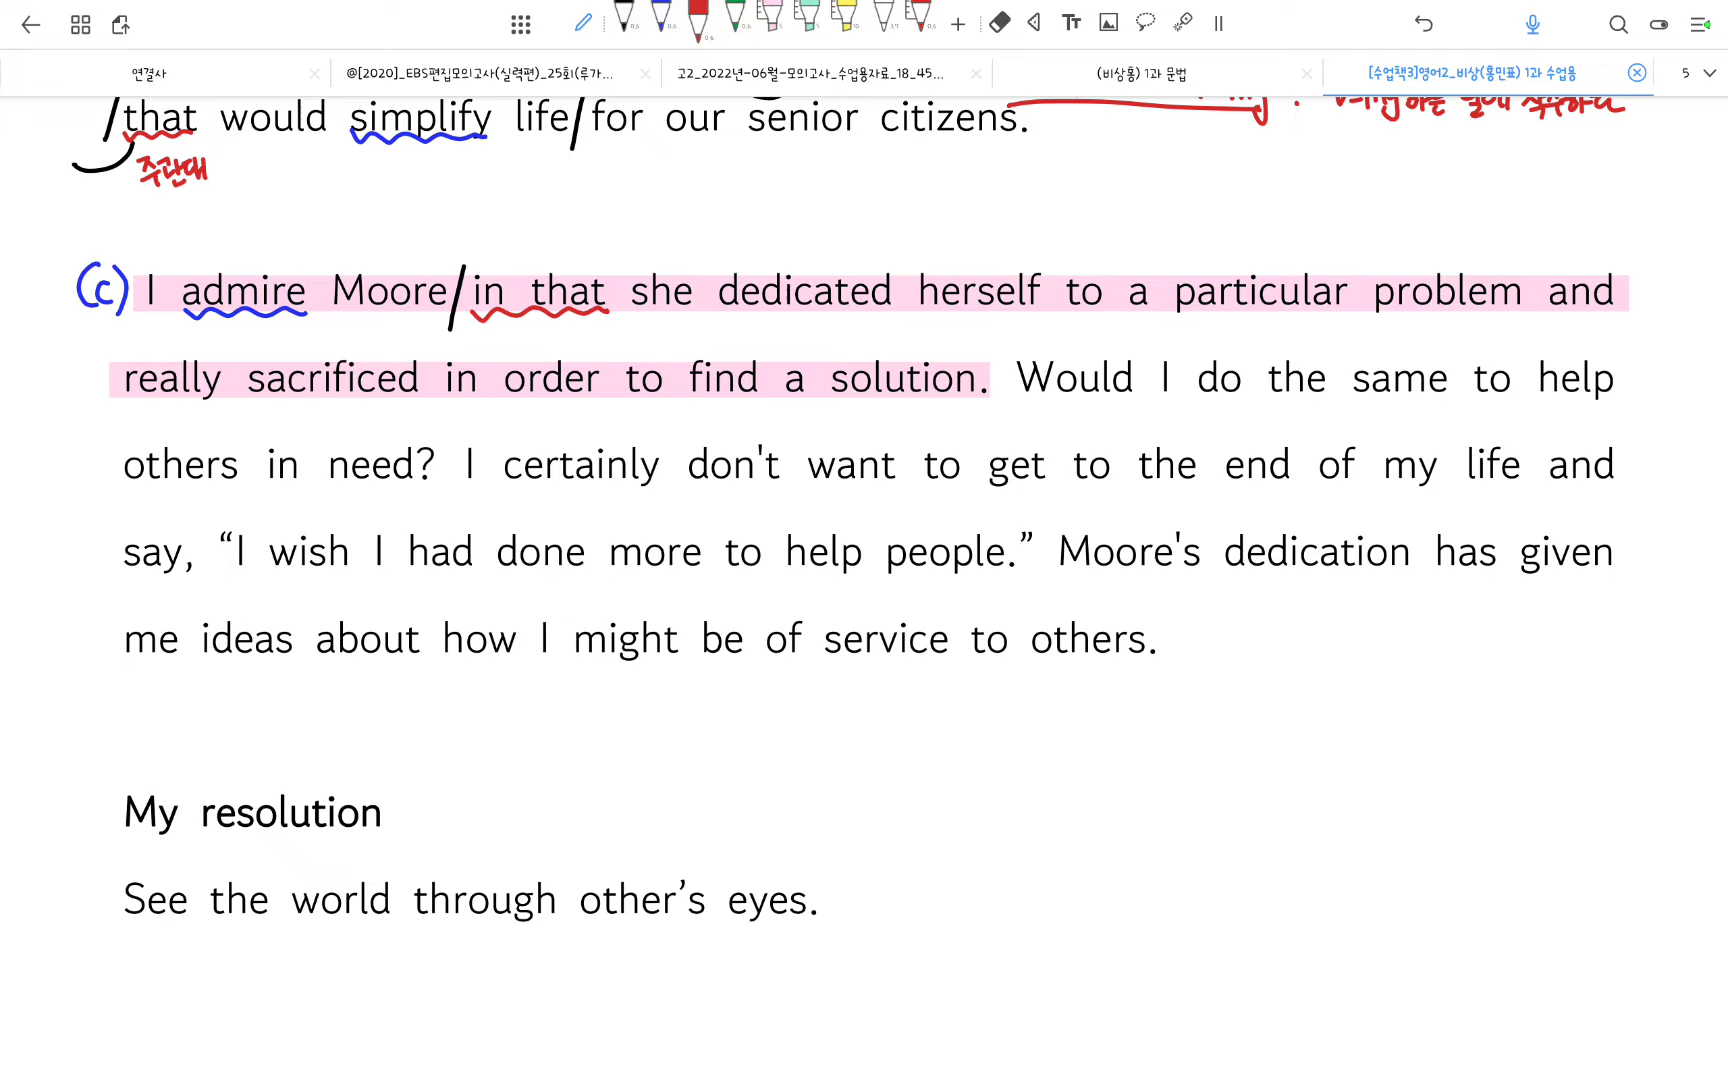 연결사
@[2020]_EBS편집모의고사(실력편)_25회(류가...
고2_2022년-06월-모의고사_수업용자료_18_45...
(비상홍) 1과 문법
[수업책3]영어2_비상(홍민표) 1과 수업용
5
that would simplify life for our senior citizens.
주관대
(c) I admire Moore in that she dedicated herself to a particular problem and
really sacrificed in order to find a solution. Would I do the same to help
others in need? I certainly don't want to get to the end of my life and
say, “I wish I had done more to help people.” Moore's dedication has given
me ideas about how I might be of service to others.
My resolution
See the world through other’s eyes.